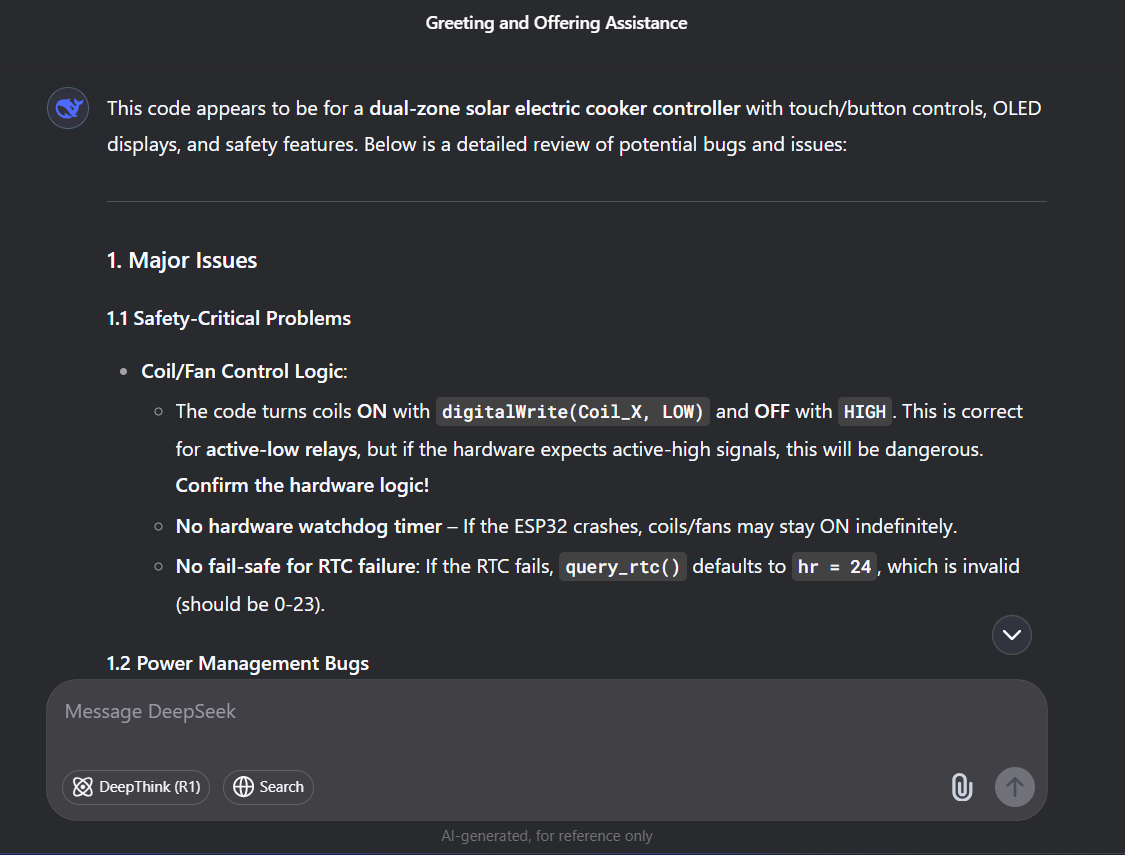 Greeting and Offering Assistance
This code appears to be for a dual-zone solar electric cooker controller with touch/button controls, OLED
displays, and safety features. Below is a detailed review of potential bugs and issues:
1. Major Issues
1.1 Safety-Critical Problems
Coil/Fan Control Logic:
The code turns coils ON with digitalWrite(Coil_X, LOW) and OFF with HIGH. This is correct
for active-low relays, but if the hardware expects active-high signals, this will be dangerous.
Confirm the hardware logic!
No hardware watchdog timer – If the ESP32 crashes, coils/fans may stay ON indefinitely.
No fail-safe for RTC failure: If the RTC fails, query_rtc() defaults to hr = 24, which is invalid
(should be 0-23).
1.2 Power Management Bugs
Message DeepSeek
DeepThink (R1) Search
AI-generated, for reference only